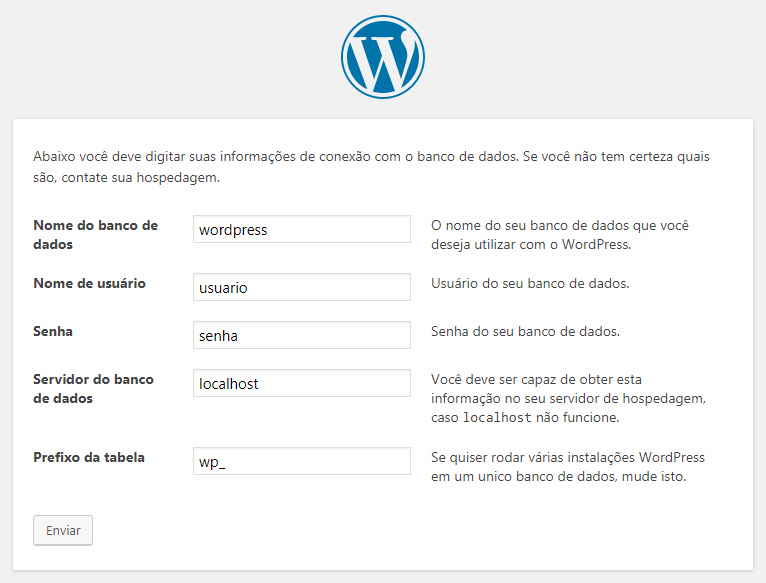 Abaixo você deve digitar suas informações de conexão com o banco de dados. Se você não tem certeza quais
são, contate sua hospedagem.
Nome do banco de
dados
wordpress
O nome do seu banco de dados que você
deseja utilizar com o WordPress.
Nome de usuário
usuario
Usuário do seu banco de dados.
Senha
senha
Senha do seu banco de dados.
Servidor do banco
de dados
localhost
Você deve ser capaz de obter esta
informação no seu servidor de hospedagem,
caso localhost não funcione.
Prefixo da tabela
wp_
Se quiser rodar várias instalações WordPress
em um unico banco de dados, mude isto.
Enviar